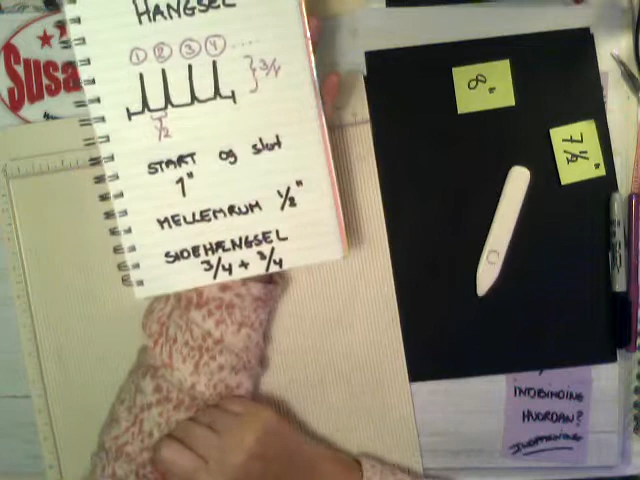 HÆNGSEL
1 2 3 4 ....
3/4
1/2
START og slut
1"
MELLEMRUM 1/2"
SIDEHÆNGSEL
3/4 + 3/4
8"
7 1/2"
Susa
INDBINDING
HVORDAN?